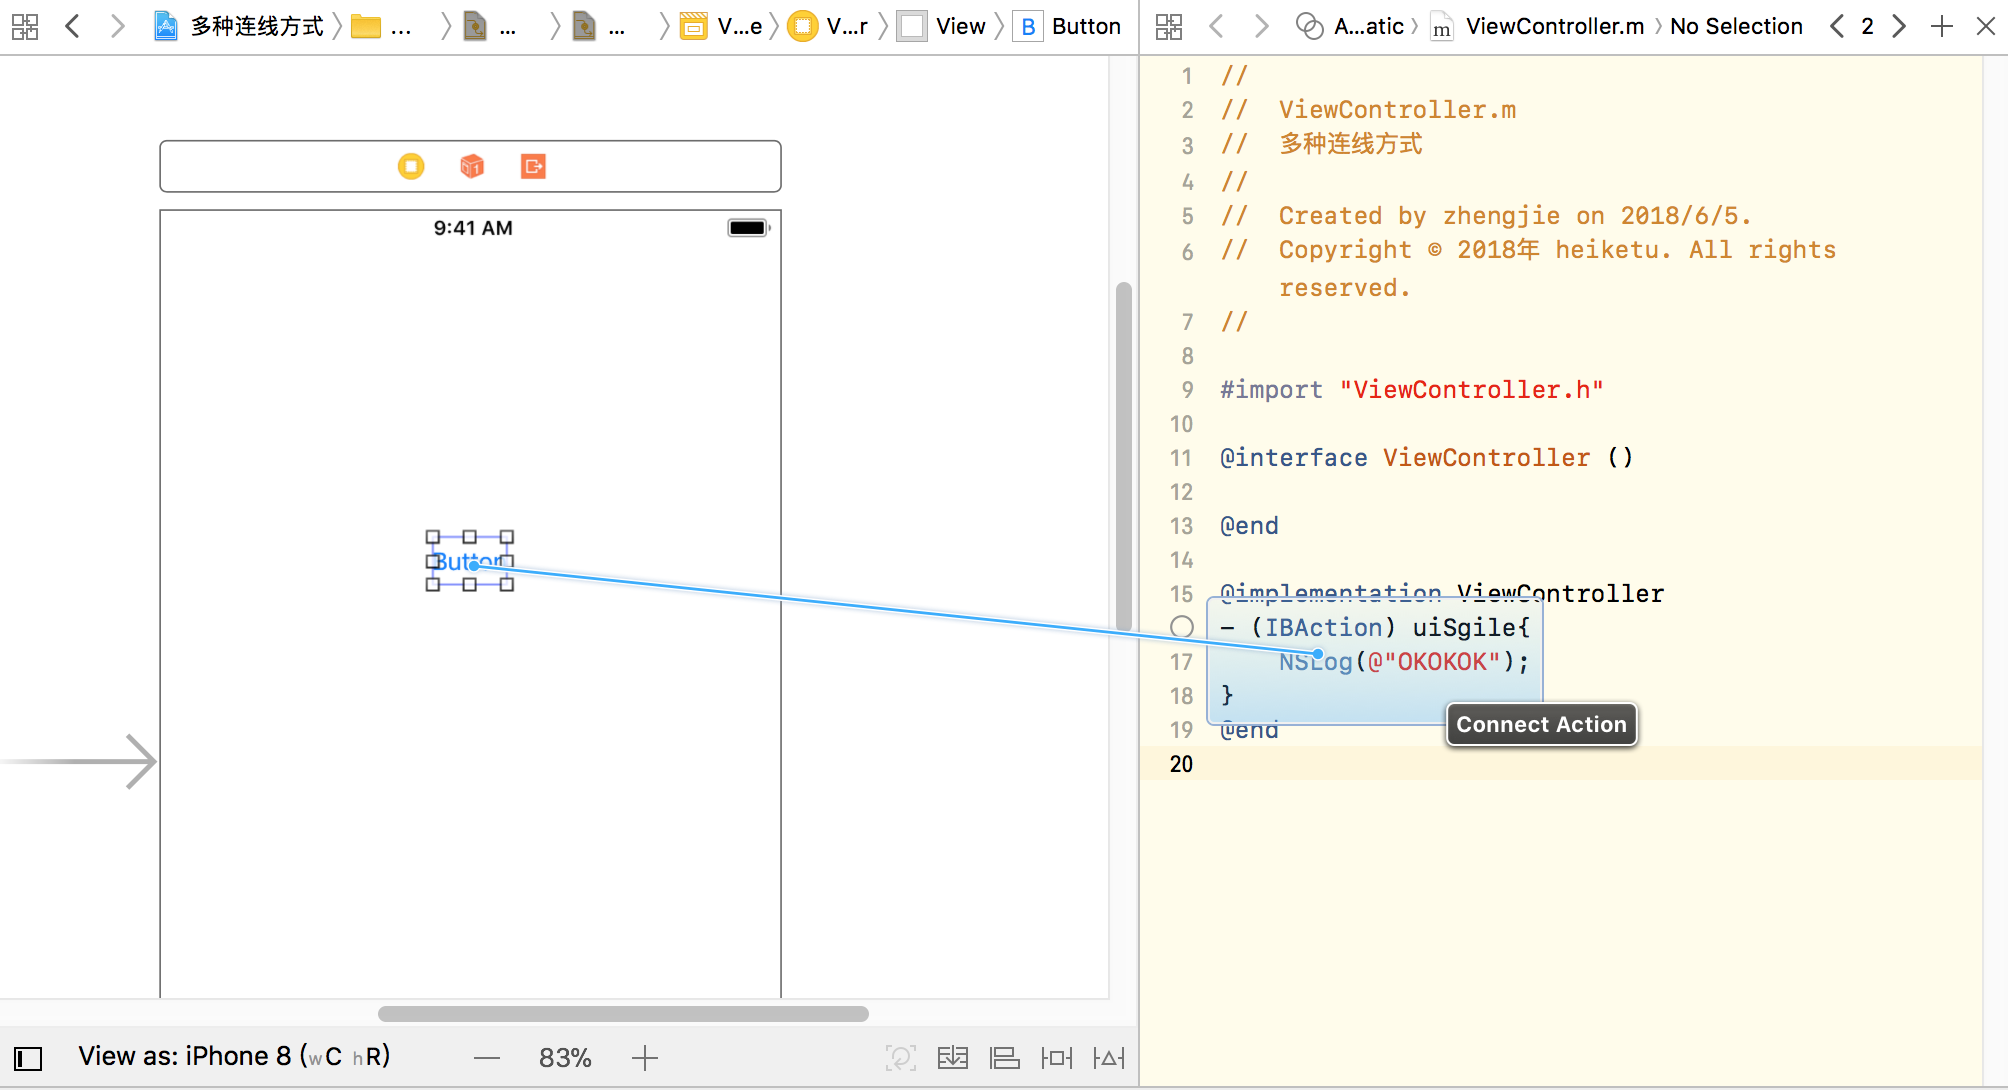 多种连线方式 ... ... ... V...e V...r View B Button
A...atic m ViewController.m No Selection 2
9:41 AM
Button
View as: iPhone 8 (wC hR) 83%
1 //
2 // ViewController.m
3 // 多种连线方式
4 //
5 // Created by zhengjie on 2018/6/5.
6 // Copyright © 2018年 heiketu. All rights
reserved.
7 //
8
9 #import "ViewController.h"
10
11 @interface ViewController ()
12
13 @end
14
15 @implementation ViewController
- (IBAction) uiSgile{
17 NSLog(@"OKOKOK");
18 }
19 @end
Connect Action
20